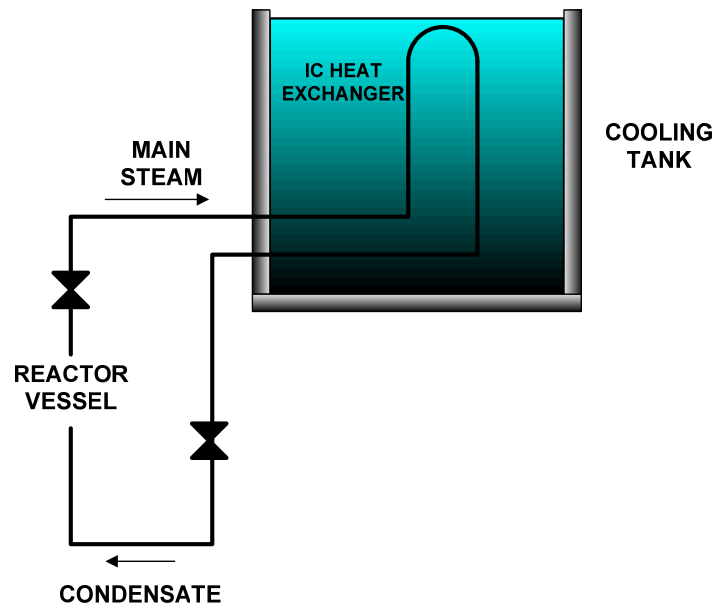 IC HEAT
EXCHANGER
COOLING
TANK
MAIN
STEAM
REACTOR
VESSEL
CONDENSATE